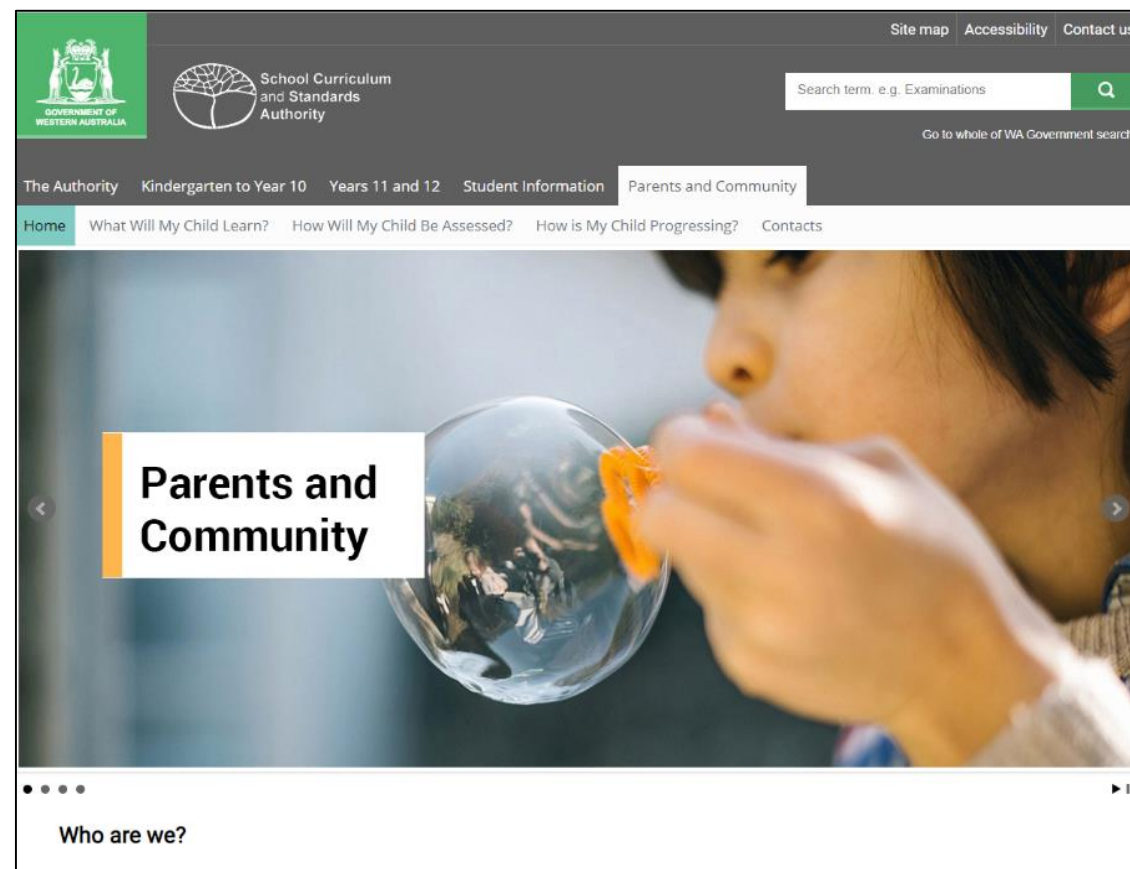 Site map Accessibility Contact us
GOVERNMENT OF
WESTERN AUSTRALIA
School Curriculum
and Standards
Authority
Search term. e.g. Examinations
Go to whole of WA Government search
The Authority Kindergarten to Year 10 Years 11 and 12 Student Information Parents and Community
Home What Will My Child Learn? How Will My Child Be Assessed? How is My Child Progressing? Contacts
Parents and
Community
Who are we?